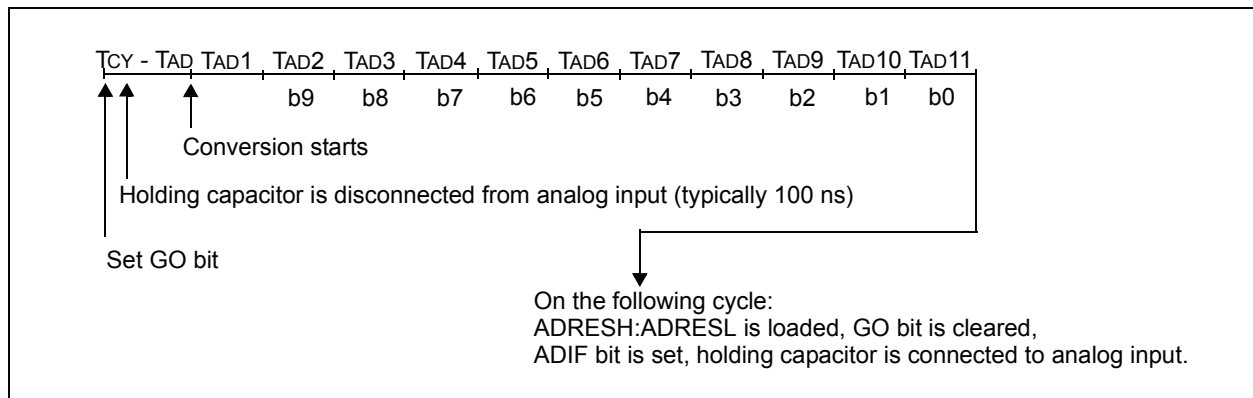 TCY - TAD TAD1 TAD2 TAD3 TAD4 TAD5 TAD6 TAD7 TAD8 TAD9 TAD10 TAD11
b9 b8 b7 b6 b5 b4 b3 b2 b1 b0
Conversion starts
Holding capacitor is disconnected from analog input (typically 100 ns)
Set GO bit
On the following cycle:
ADRESH:ADRESL is loaded, GO bit is cleared,
ADIF bit is set, holding capacitor is connected to analog input.